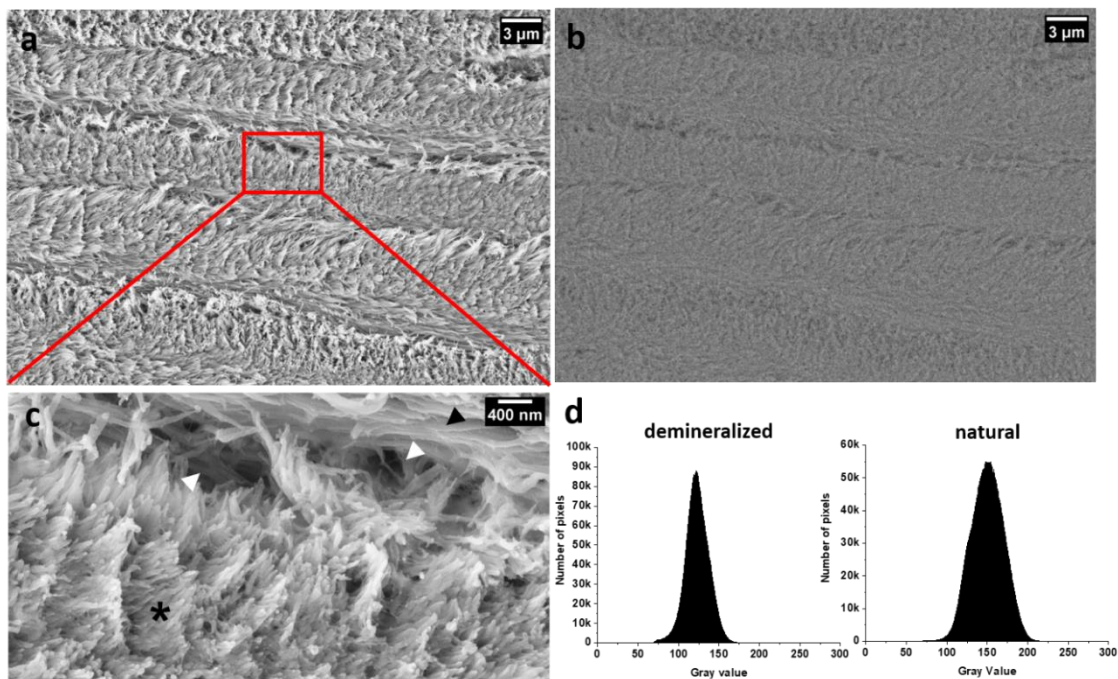 a
3 µm
b
3 µm
c
400 nm
*
d
demineralized
natural
Number of pixels
100k
90k
80k
70k
60k
50k
40k
30k
20k
10k
0
0 50 100 150 200 250 300
Gray value
Number of pixels
60k
50k
40k
30k
20k
10k
0
0 50 100 150 200 250 300
Gray Value